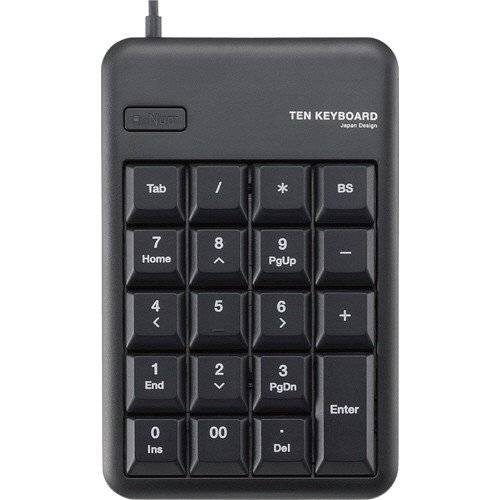 Num
TEN KEYBOARD
Japan Design
Tab / * BS
7 8 9 −
Home ^ PgUp
4 5 6 +
< _ >
1 2 3
End ⌄ PgDn
Enter
0 00 .
Ins Del